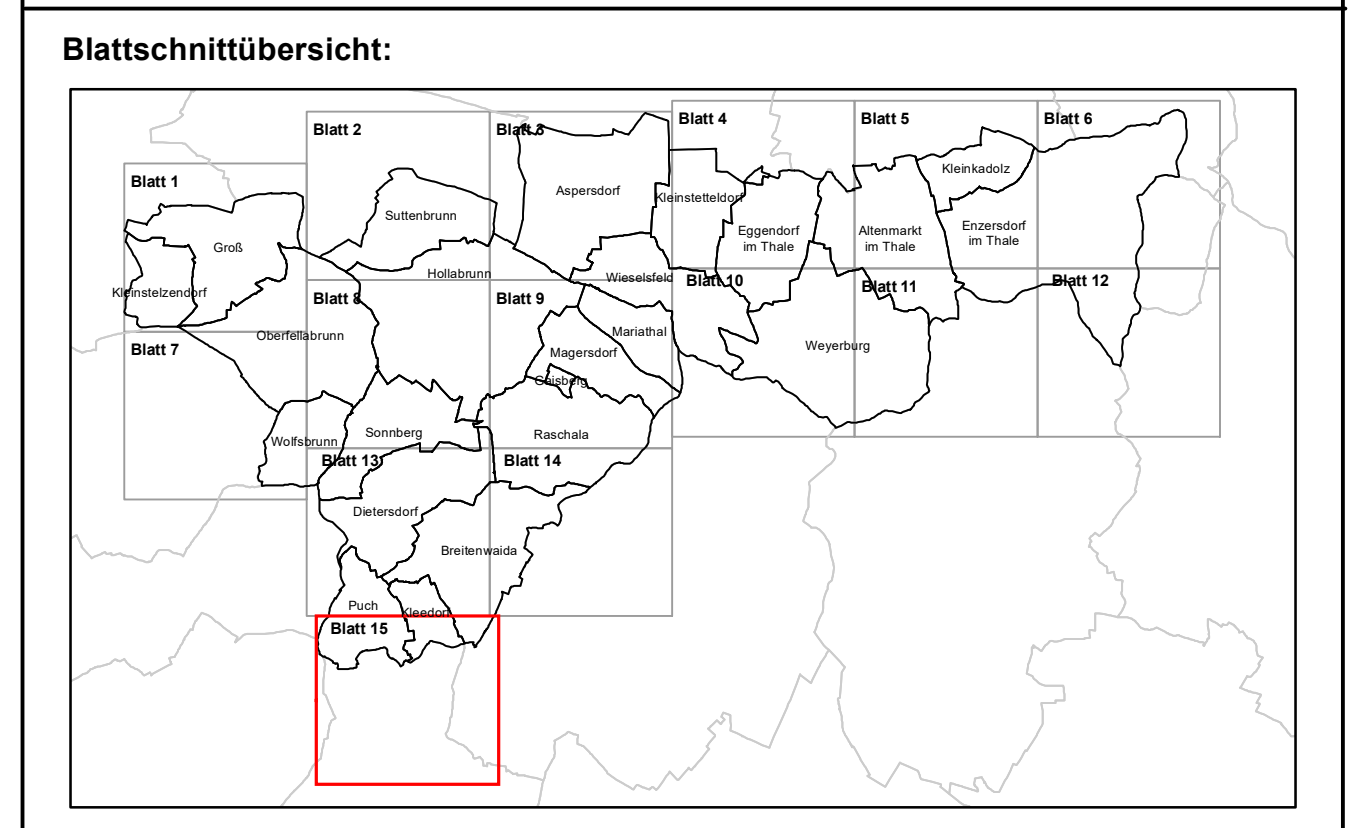 Blattschnittübersicht:
Blatt 1
Blatt 2
Blatt 3
Blatt 4
Blatt 5
Blatt 6
Kleinkadolz
Aspersdorf
Kleinstetteldorf
Suttenbrunn
Eggendorf
im Thale
Altenmarkt
im Thale
Enzersdorf
im Thale
Groß
Hollabrunn
Wieselsfeld
Kleinstelzendorf
Blatt 7
Blatt 8
Blatt 9
Blatt 10
Blatt 11
Blatt 12
Oberfellabrunn
Mariathal
Magersdorf
Weyerburg
Gaisberg
Wolfsbrunn
Sonnberg
Raschala
Blatt 13
Blatt 14
Dietersdorf
Breitenwaida
Puch
Kleedorf
Blatt 15